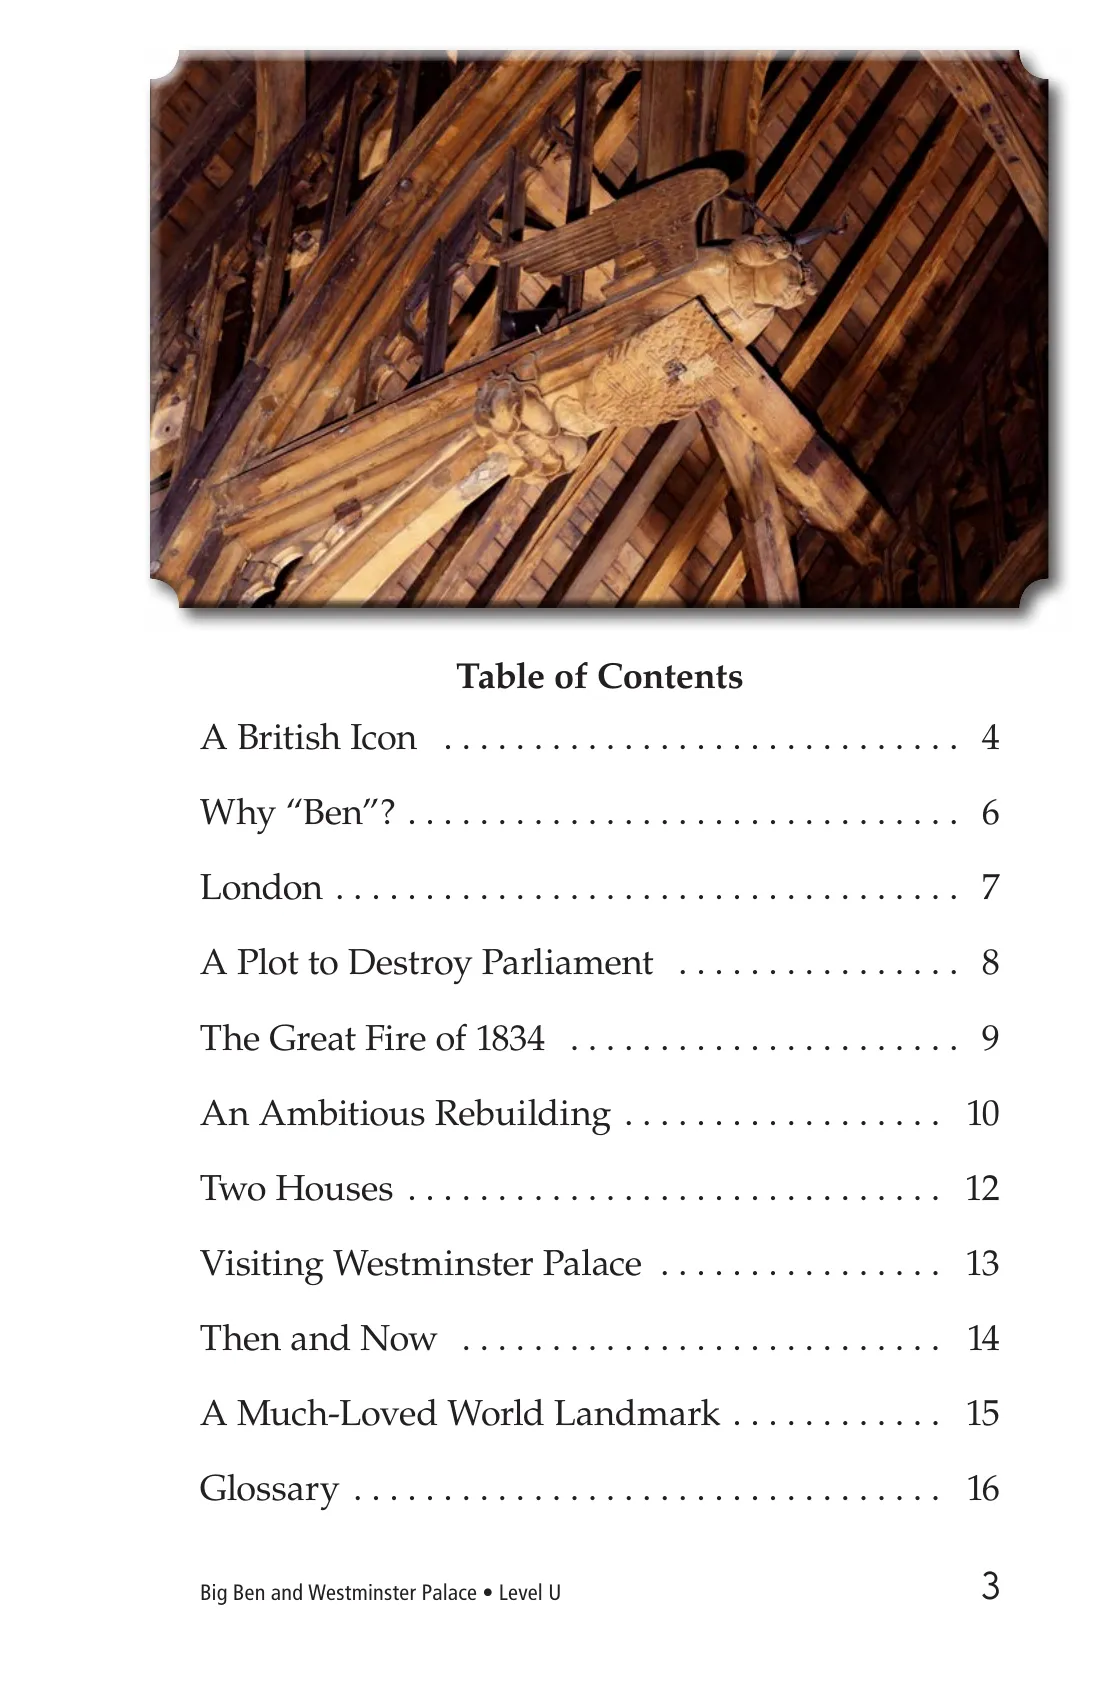 Table of Contents
A British Icon . . . . . . . . . . . . . . . . . . . . . . . . . . . . . 4
Why “Ben”? . . . . . . . . . . . . . . . . . . . . . . . . . . . . . . . 6
London . . . . . . . . . . . . . . . . . . . . . . . . . . . . . . . . . . . 7
A Plot to Destroy Parliament . . . . . . . . . . . . . . . . 8
The Great Fire of 1834 . . . . . . . . . . . . . . . . . . . . . . 9
An Ambitious Rebuilding . . . . . . . . . . . . . . . . . . 10
Two Houses . . . . . . . . . . . . . . . . . . . . . . . . . . . . . . 12
Visiting Westminster Palace . . . . . . . . . . . . . . . . 13
Then and Now . . . . . . . . . . . . . . . . . . . . . . . . . . . 14
A Much-Loved World Landmark . . . . . . . . . . . . 15
Glossary . . . . . . . . . . . . . . . . . . . . . . . . . . . . . . . . . 16
Big Ben and Westminster Palace • Level U 3